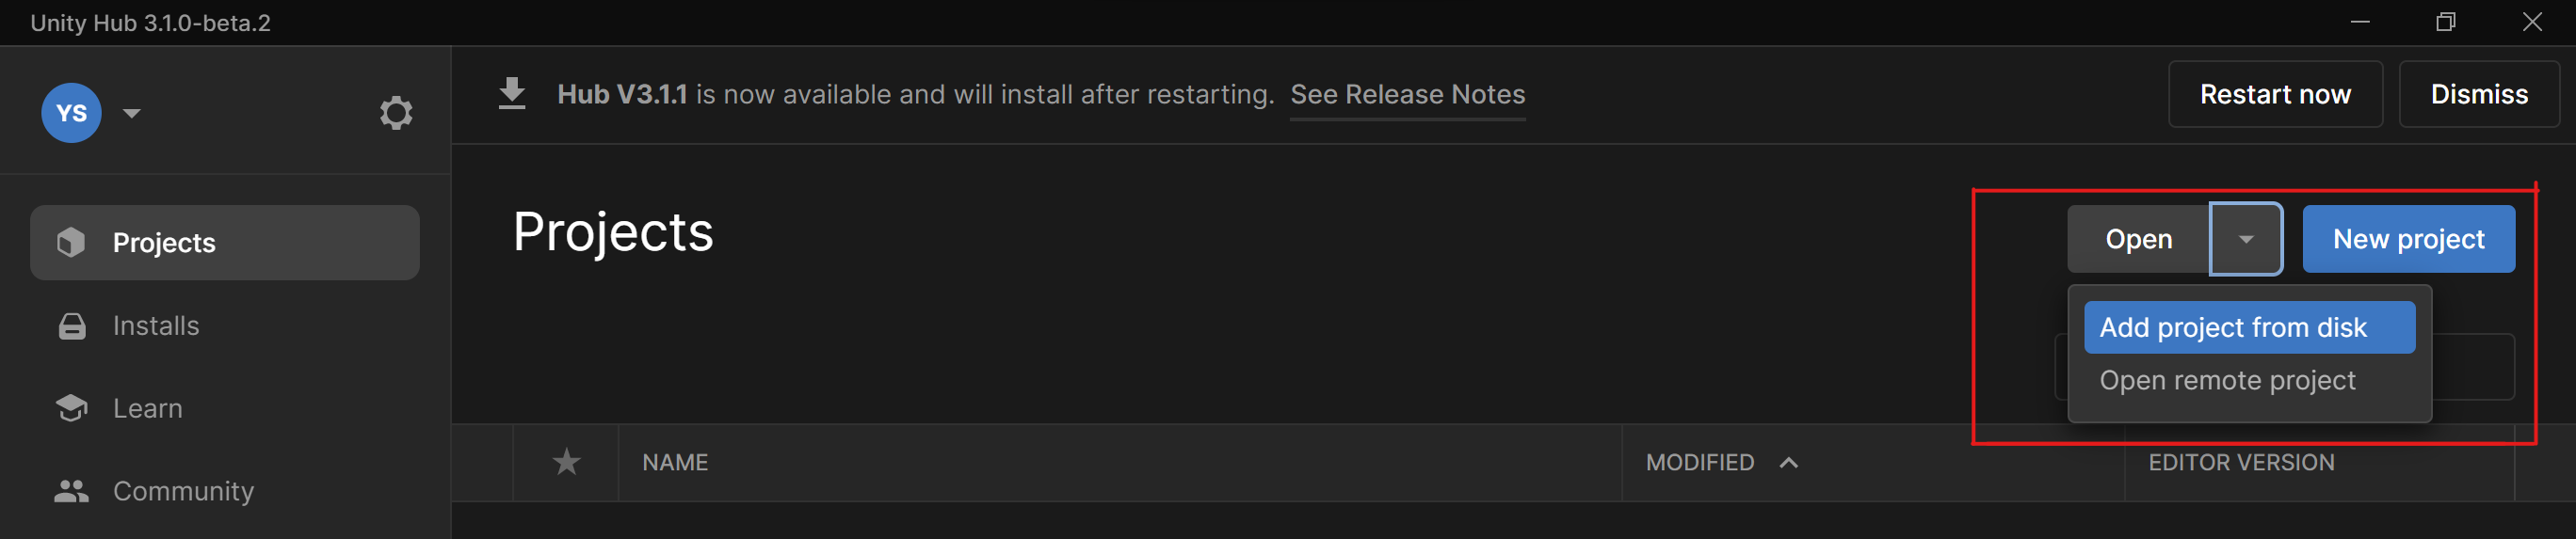 Unity Hub 3.1.0-beta.2
YS
Hub V3.1.1 is now available and will install after restarting. See Release Notes
Restart now
Dismiss
Projects
Installs
Learn
Community
Projects
Open
New project
Add project from disk
Open remote project
NAME
MODIFIED
EDITOR VERSION